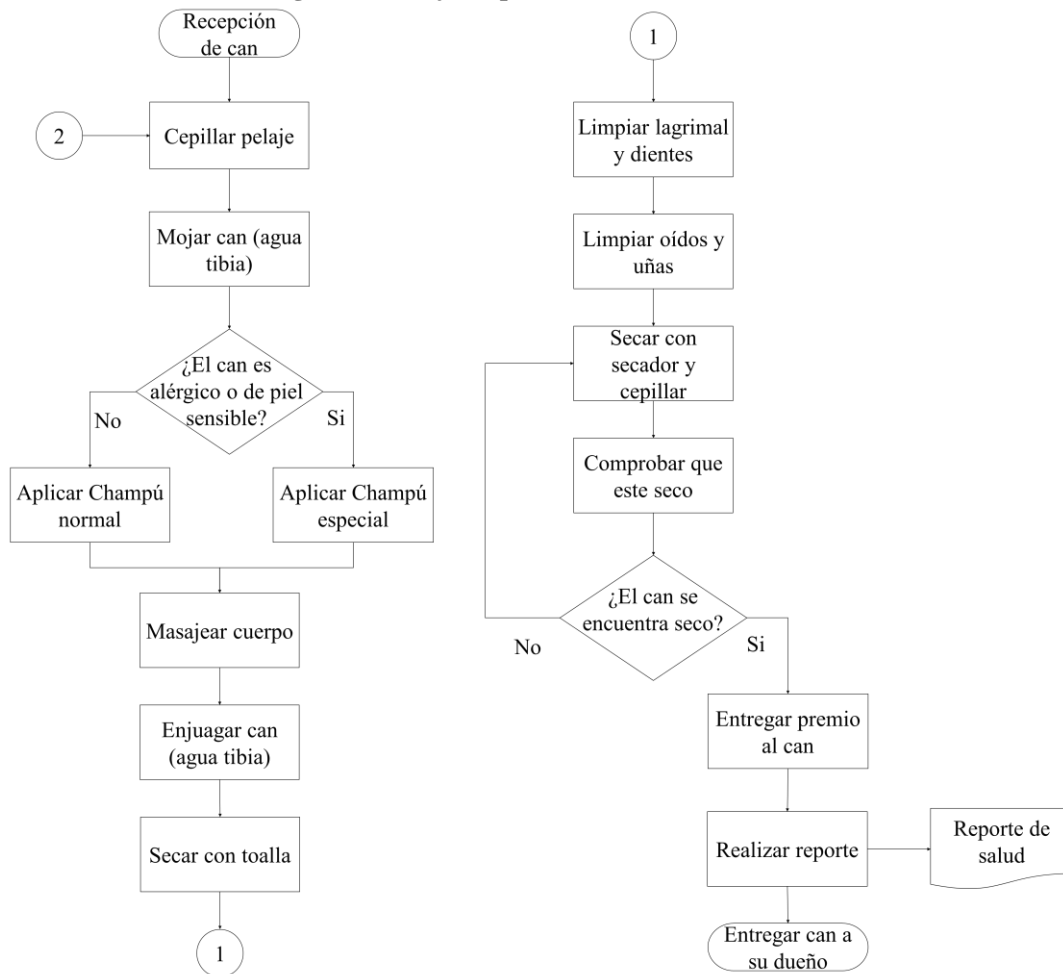 Recepción
de can
2
Cepillar pelaje
Mojar can (agua
tibia)
¿El can es
alérgico o de piel
sensible?
No
Si
Aplicar Champú
normal
Aplicar Champú
especial
Masajear cuerpo
Enjuagar can
(agua tibia)
Secar con toalla
1
1
Limpiar lagrimal
y dientes
Limpiar oídos y
uñas
Secar con
secador y
cepillar
Comprobar que
este seco
¿El can se
encuentra seco?
No
Si
Entregar premio
al can
Realizar reporte
Reporte de
salud
Entregar can a
su dueño